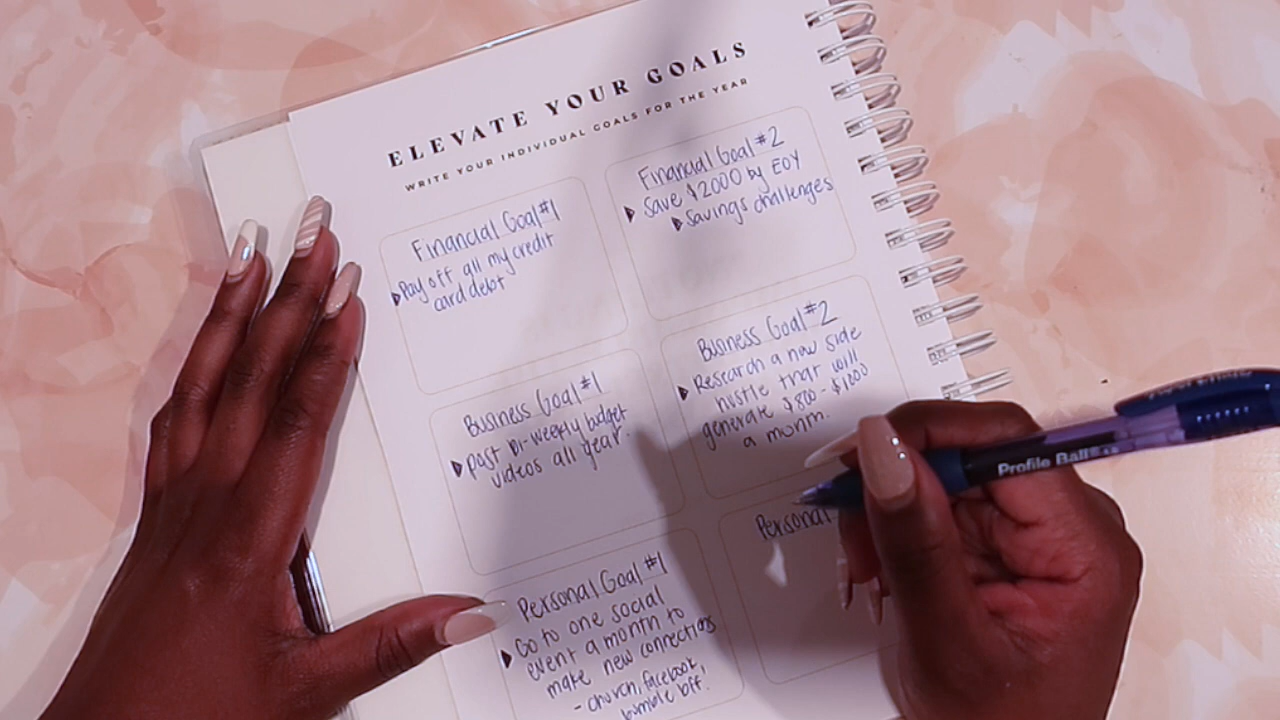 ELEVATE YOUR GOALS
WRITE YOUR INDIVIDUAL GOALS FOR THE YEAR
Financial Goal #1
Pay off all my credit
card debt
Financial Goal #2
Save $2000 by EOY
Savings challenges
Business Goal #1
post bi-weekly budget
videos all year.
Business Goal #2
Research a new side
hustle that will
generate $800-$1000
a month.
Personal Goal #1
Go to one social
event a month to
make new connections
- church, facebook,
bumble bff.
Personal
Profile Ball